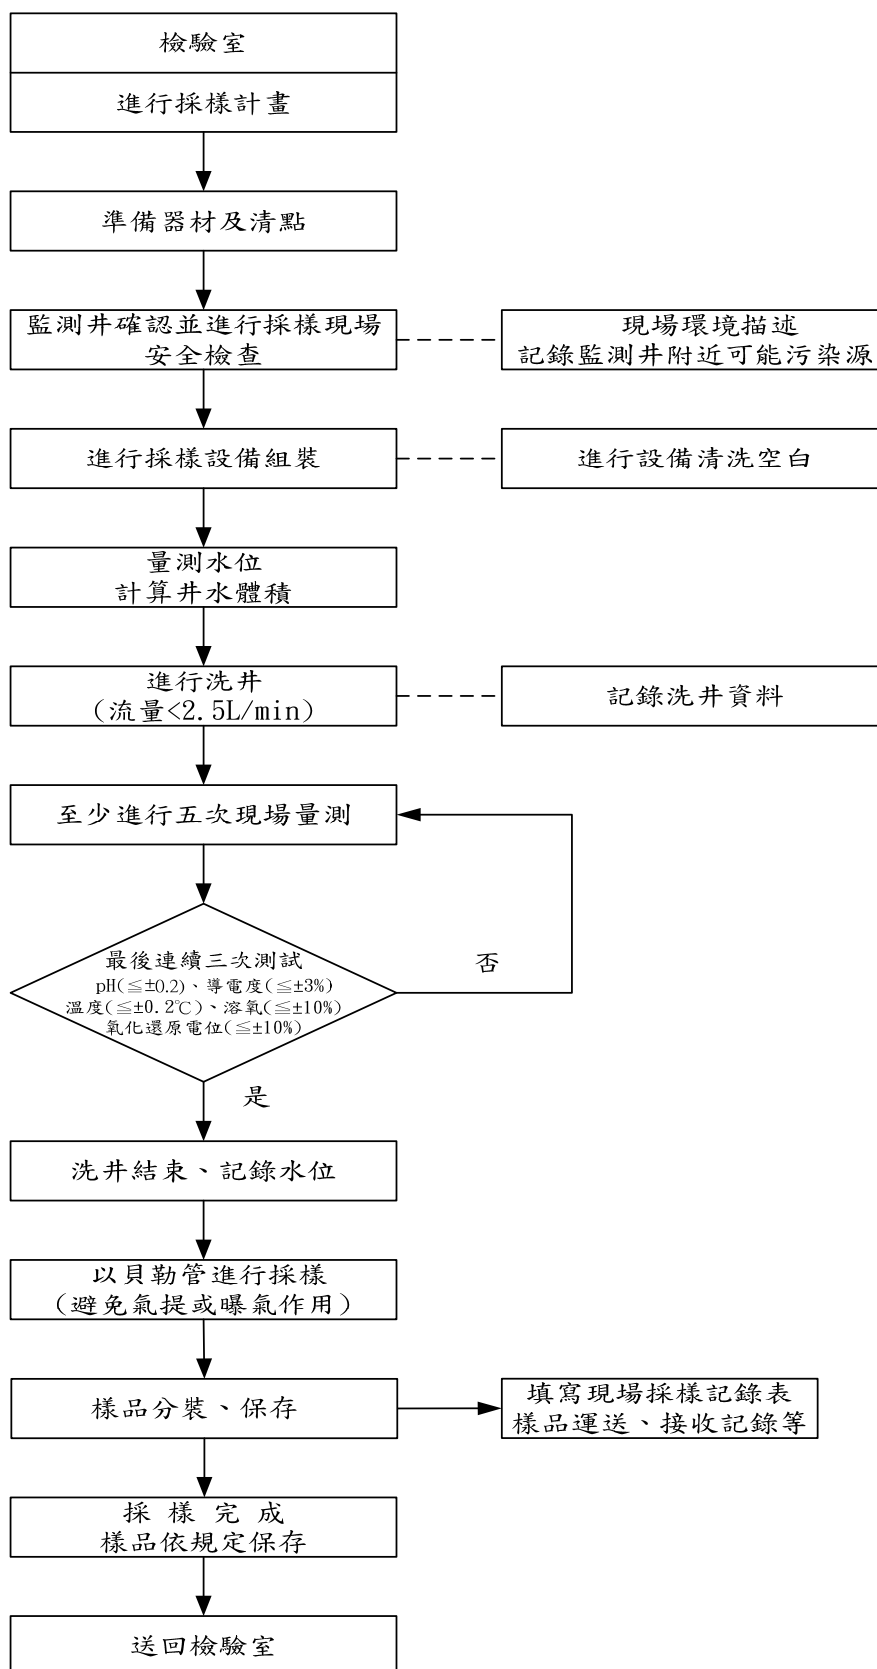 檢驗室
進行採樣計畫
準備器材及清點
監測井確認並進行採樣現場
安全檢查
現場環境描述
記錄監測井附近可能污染源
進行採樣設備組裝
進行設備清洗空白
量測水位
計算井水體積
進行洗井
(流量<2.5L/min)
記錄洗井資料
至少進行五次現場量測
最後連續三次測試
pH(≦±0.2)、導電度(≦±3%)
溫度(≦±0.2℃)、溶氧(≦±10%)
氧化還原電位(≦±10%)
否
是
洗井結束、記錄水位
以貝勒管進行採樣
(避免氣提或曝氣作用)
樣品分裝、保存
填寫現場採樣記錄表
樣品運送、接收記錄等
採 樣 完 成
樣品依規定保存
送回檢驗室